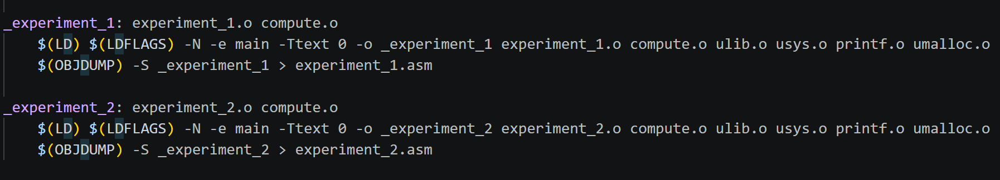 _experiment_1: experiment_1.o compute.o
$(LD) $(LDFLAGS) -N -e main -Ttext 0 -o _experiment_1 experiment_1.o compute.o ulib.o usys.o printf.o umalloc.o
$(OBJDUMP) -S _experiment_1 > experiment_1.asm
_experiment_2: experiment_2.o compute.o
$(LD) $(LDFLAGS) -N -e main -Ttext 0 -o _experiment_2 experiment_2.o compute.o ulib.o usys.o printf.o umalloc.o
$(OBJDUMP) -S _experiment_2 > experiment_2.asm